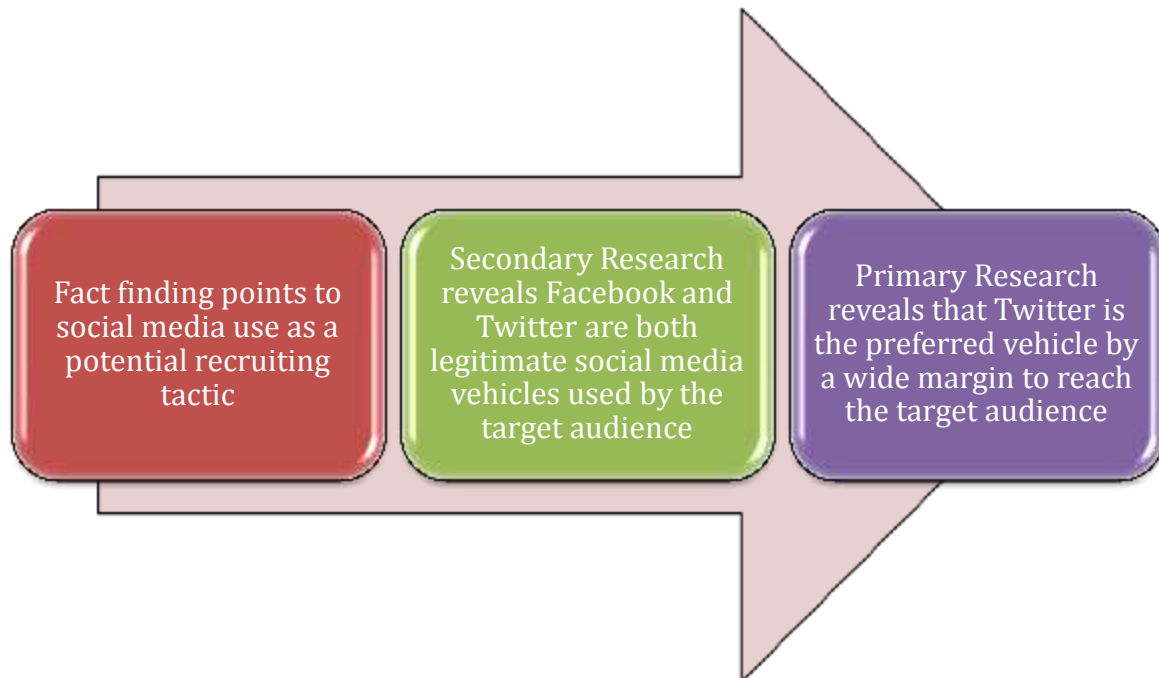 Fact finding points to
social media use as a
potential recruiting
tactic
Secondary Research
reveals Facebook and
Twitter are both
legitimate social media
vehicles used by the
target audience
Primary Research
reveals that Twitter is
the preferred vehicle by
a wide margin to reach
the target audience